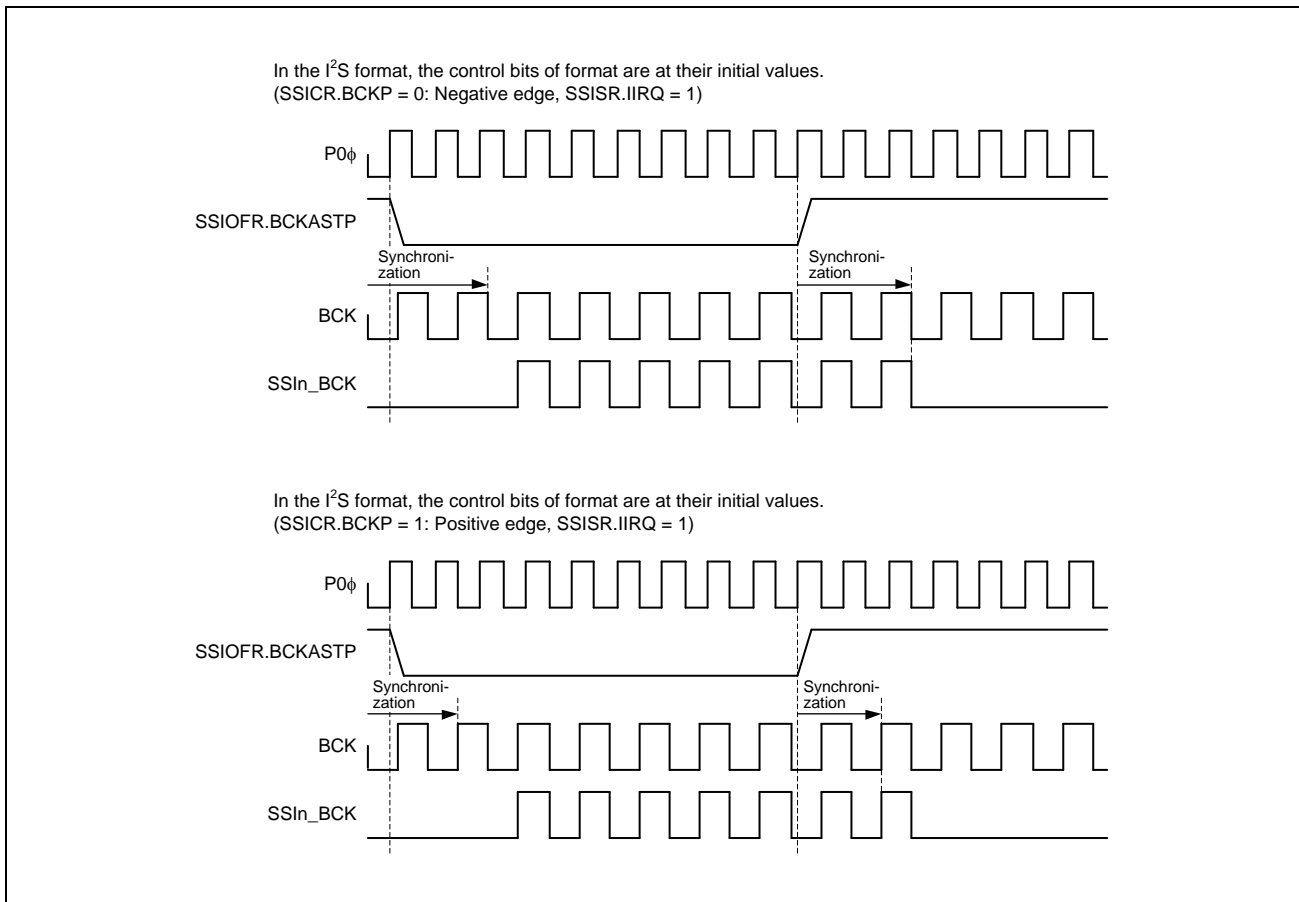 In the I²S format, the control bits of format are at their initial values.
(SSICR.BCKP = 0: Negative edge, SSISR.IIRQ = 1)
P0ϕ
SSIOFR.BCKASTP
Synchroni-
zation
Synchroni-
zation
BCK
SSIn_BCK
In the I²S format, the control bits of format are at their initial values.
(SSICR.BCKP = 1: Positive edge, SSISR.IIRQ = 1)
P0ϕ
SSIOFR.BCKASTP
Synchroni-
zation
Synchroni-
zation
BCK
SSIn_BCK